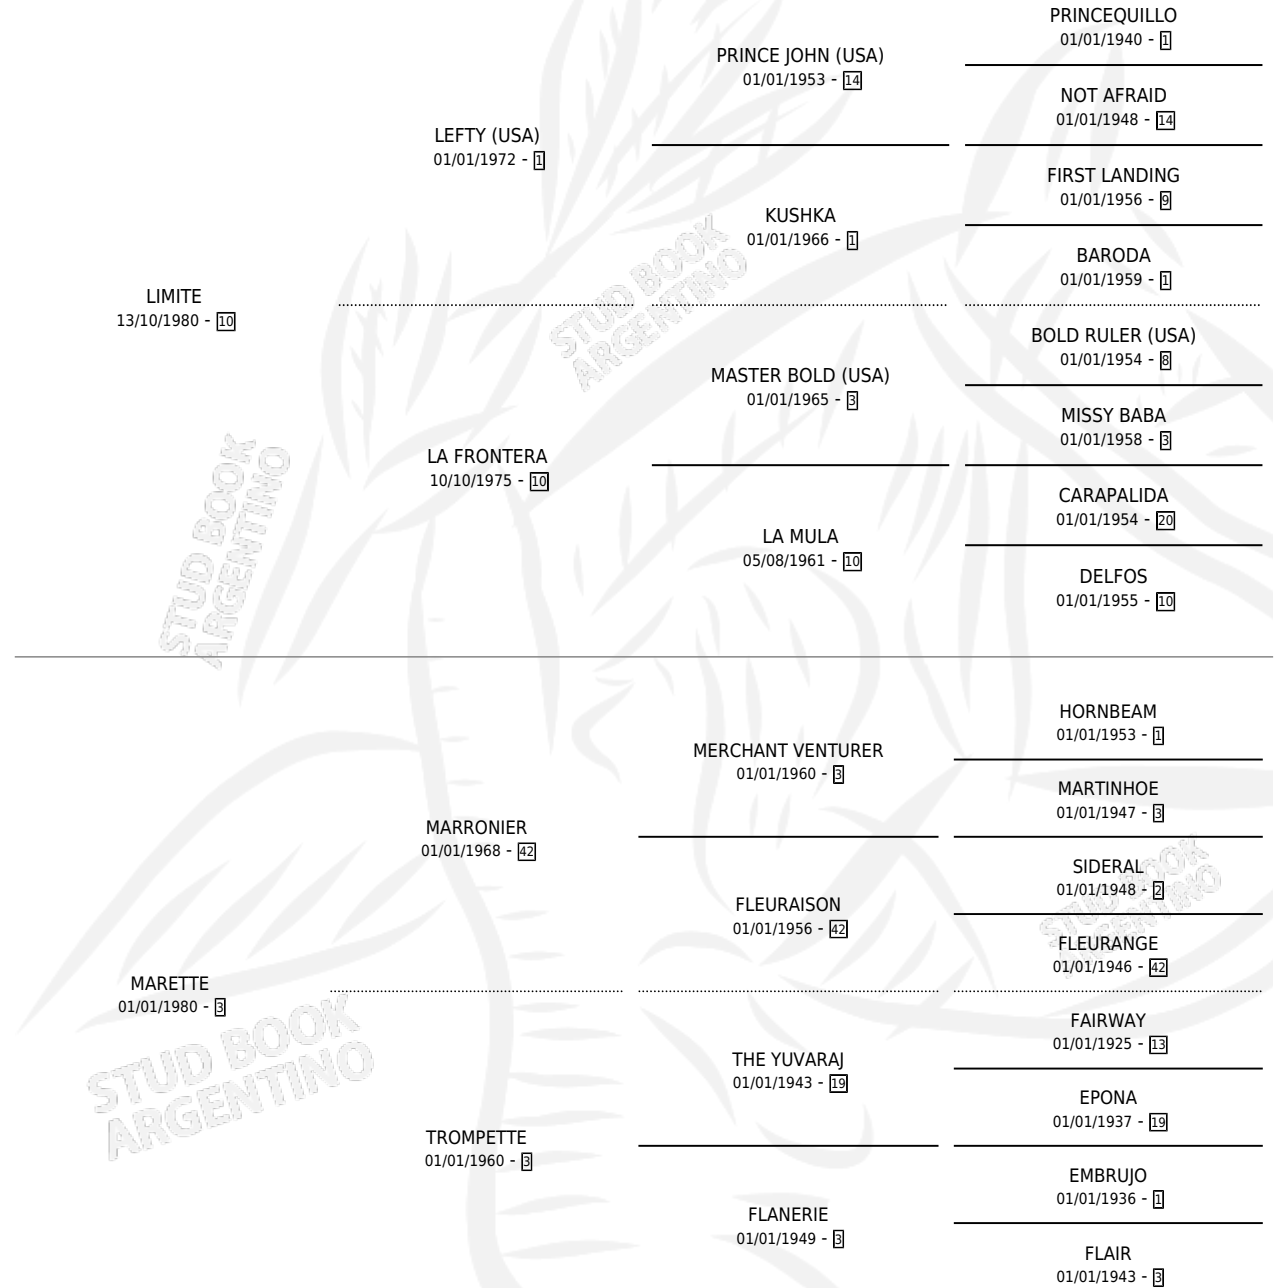 PRINCEQUILLO
01/01/1940 - 1
PRINCE JOHN (USA)
01/01/1953 - 14
NOT AFRAID
01/01/1948 - 14
LEFTY (USA)
01/01/1972 - 1
FIRST LANDING
01/01/1956 - 9
KUSHKA
01/01/1966 - 1
BARODA
01/01/1959 - 1
LIMITE
13/10/1980 - 10
BOLD RULER (USA)
01/01/1954 - 8
MASTER BOLD (USA)
01/01/1965 - 3
MISSY BABA
01/01/1958 - 3
LA FRONTERA
10/10/1975 - 10
CARAPALIDA
01/01/1954 - 20
LA MULA
05/08/1961 - 10
DELFOS
01/01/1955 - 10
HORNBEAM
01/01/1953 - 1
MERCHANT VENTURER
01/01/1960 - 3
MARTINHOE
01/01/1947 - 3
MARRONIER
01/01/1968 - 42
SIDERAL
01/01/1948 - 2
FLEURAISON
01/01/1956 - 42
FLEURANGE
01/01/1946 - 42
MARETTE
01/01/1980 - 3
FAIRWAY
01/01/1925 - 13
THE YUVARAJ
01/01/1943 - 19
EPONA
01/01/1937 - 19
TROMPETTE
01/01/1960 - 3
EMBRUJO
01/01/1936 - 1
FLANERIE
01/01/1949 - 3
FLAIR
01/01/1943 - 3
STUD BOOK
ARGENTINO
STUD BOOK
ARGENTINO
STUD BOOK
ARGENTINO
STUD BOOK
ARGENTINO